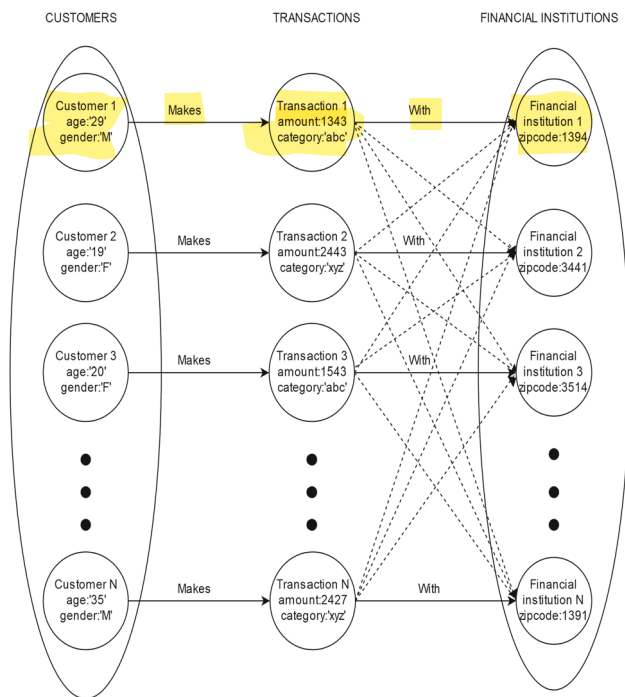 CUSTOMERS
TRANSACTIONS
FINANCIAL INSTITUTIONS
Customer 1
age:'29'
gender:'M'
Makes
Transaction 1
amount:1343
category:'abc'
With
Financial
institution 1
zipcode:1394
Customer 2
age:'19'
gender:'F'
Makes
Transaction 2
amount:2443
category:'xyz'
With
Financial
institution 2
zipcode:3441
Customer 3
age:'20'
gender:'F'
Makes
Transaction 3
amount:1543
category:'abc'
With
Financial
institution 3
zipcode:3514
Customer N
age:'35'
gender:'M'
Makes
Transaction N
amount:2427
category:'xyz'
With
Financial
institution N
zipcode:1391